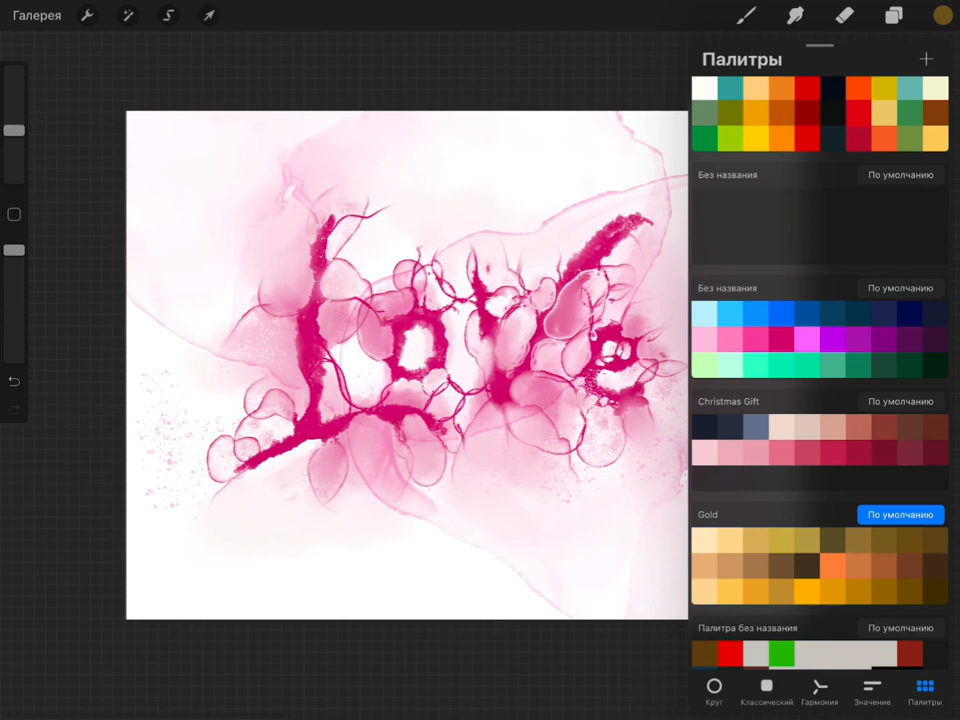 Галерея
Палитры
Без названия
По умолчанию
Без названия
По умолчанию
Christmas Gift
По умолчанию
Gold
По умолчанию
Палитра без названия
По умолчанию
Love
Круг
Классический
Гармония
Значение
Палитры